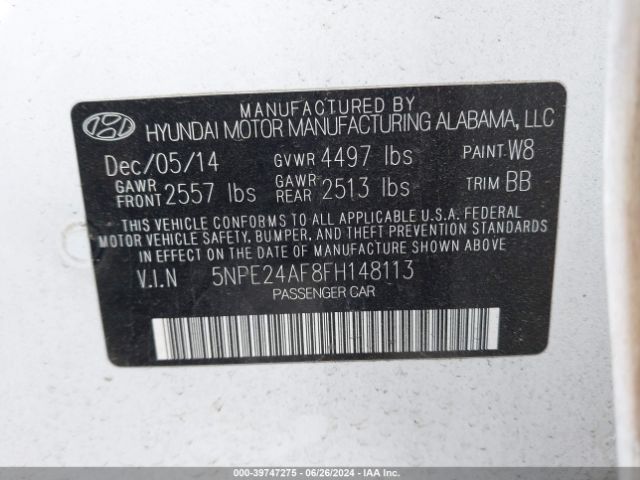 MANUFACTURED BY
HYUNDAI MOTOR MANUFACTURING ALABAMA, LLC
Dec/05/14 GVWR 4497 lbs PAINT W8
GAWR FRONT 2557 lbs GAWR REAR 2513 lbs TRIM BB
THIS VEHICLE CONFORMS TO ALL APPLICABLE U.S.A. FEDERAL
MOTOR VEHICLE SAFETY, BUMPER, AND THEFT PREVENTION STANDARDS
IN EFFECT ON THE DATE OF MANUFACTURE SHOWN ABOVE.
V.I.N 5NPE24AF8FH148113
PASSENGER CAR
000-39747275 - 06/26/2024 - IAA Inc.